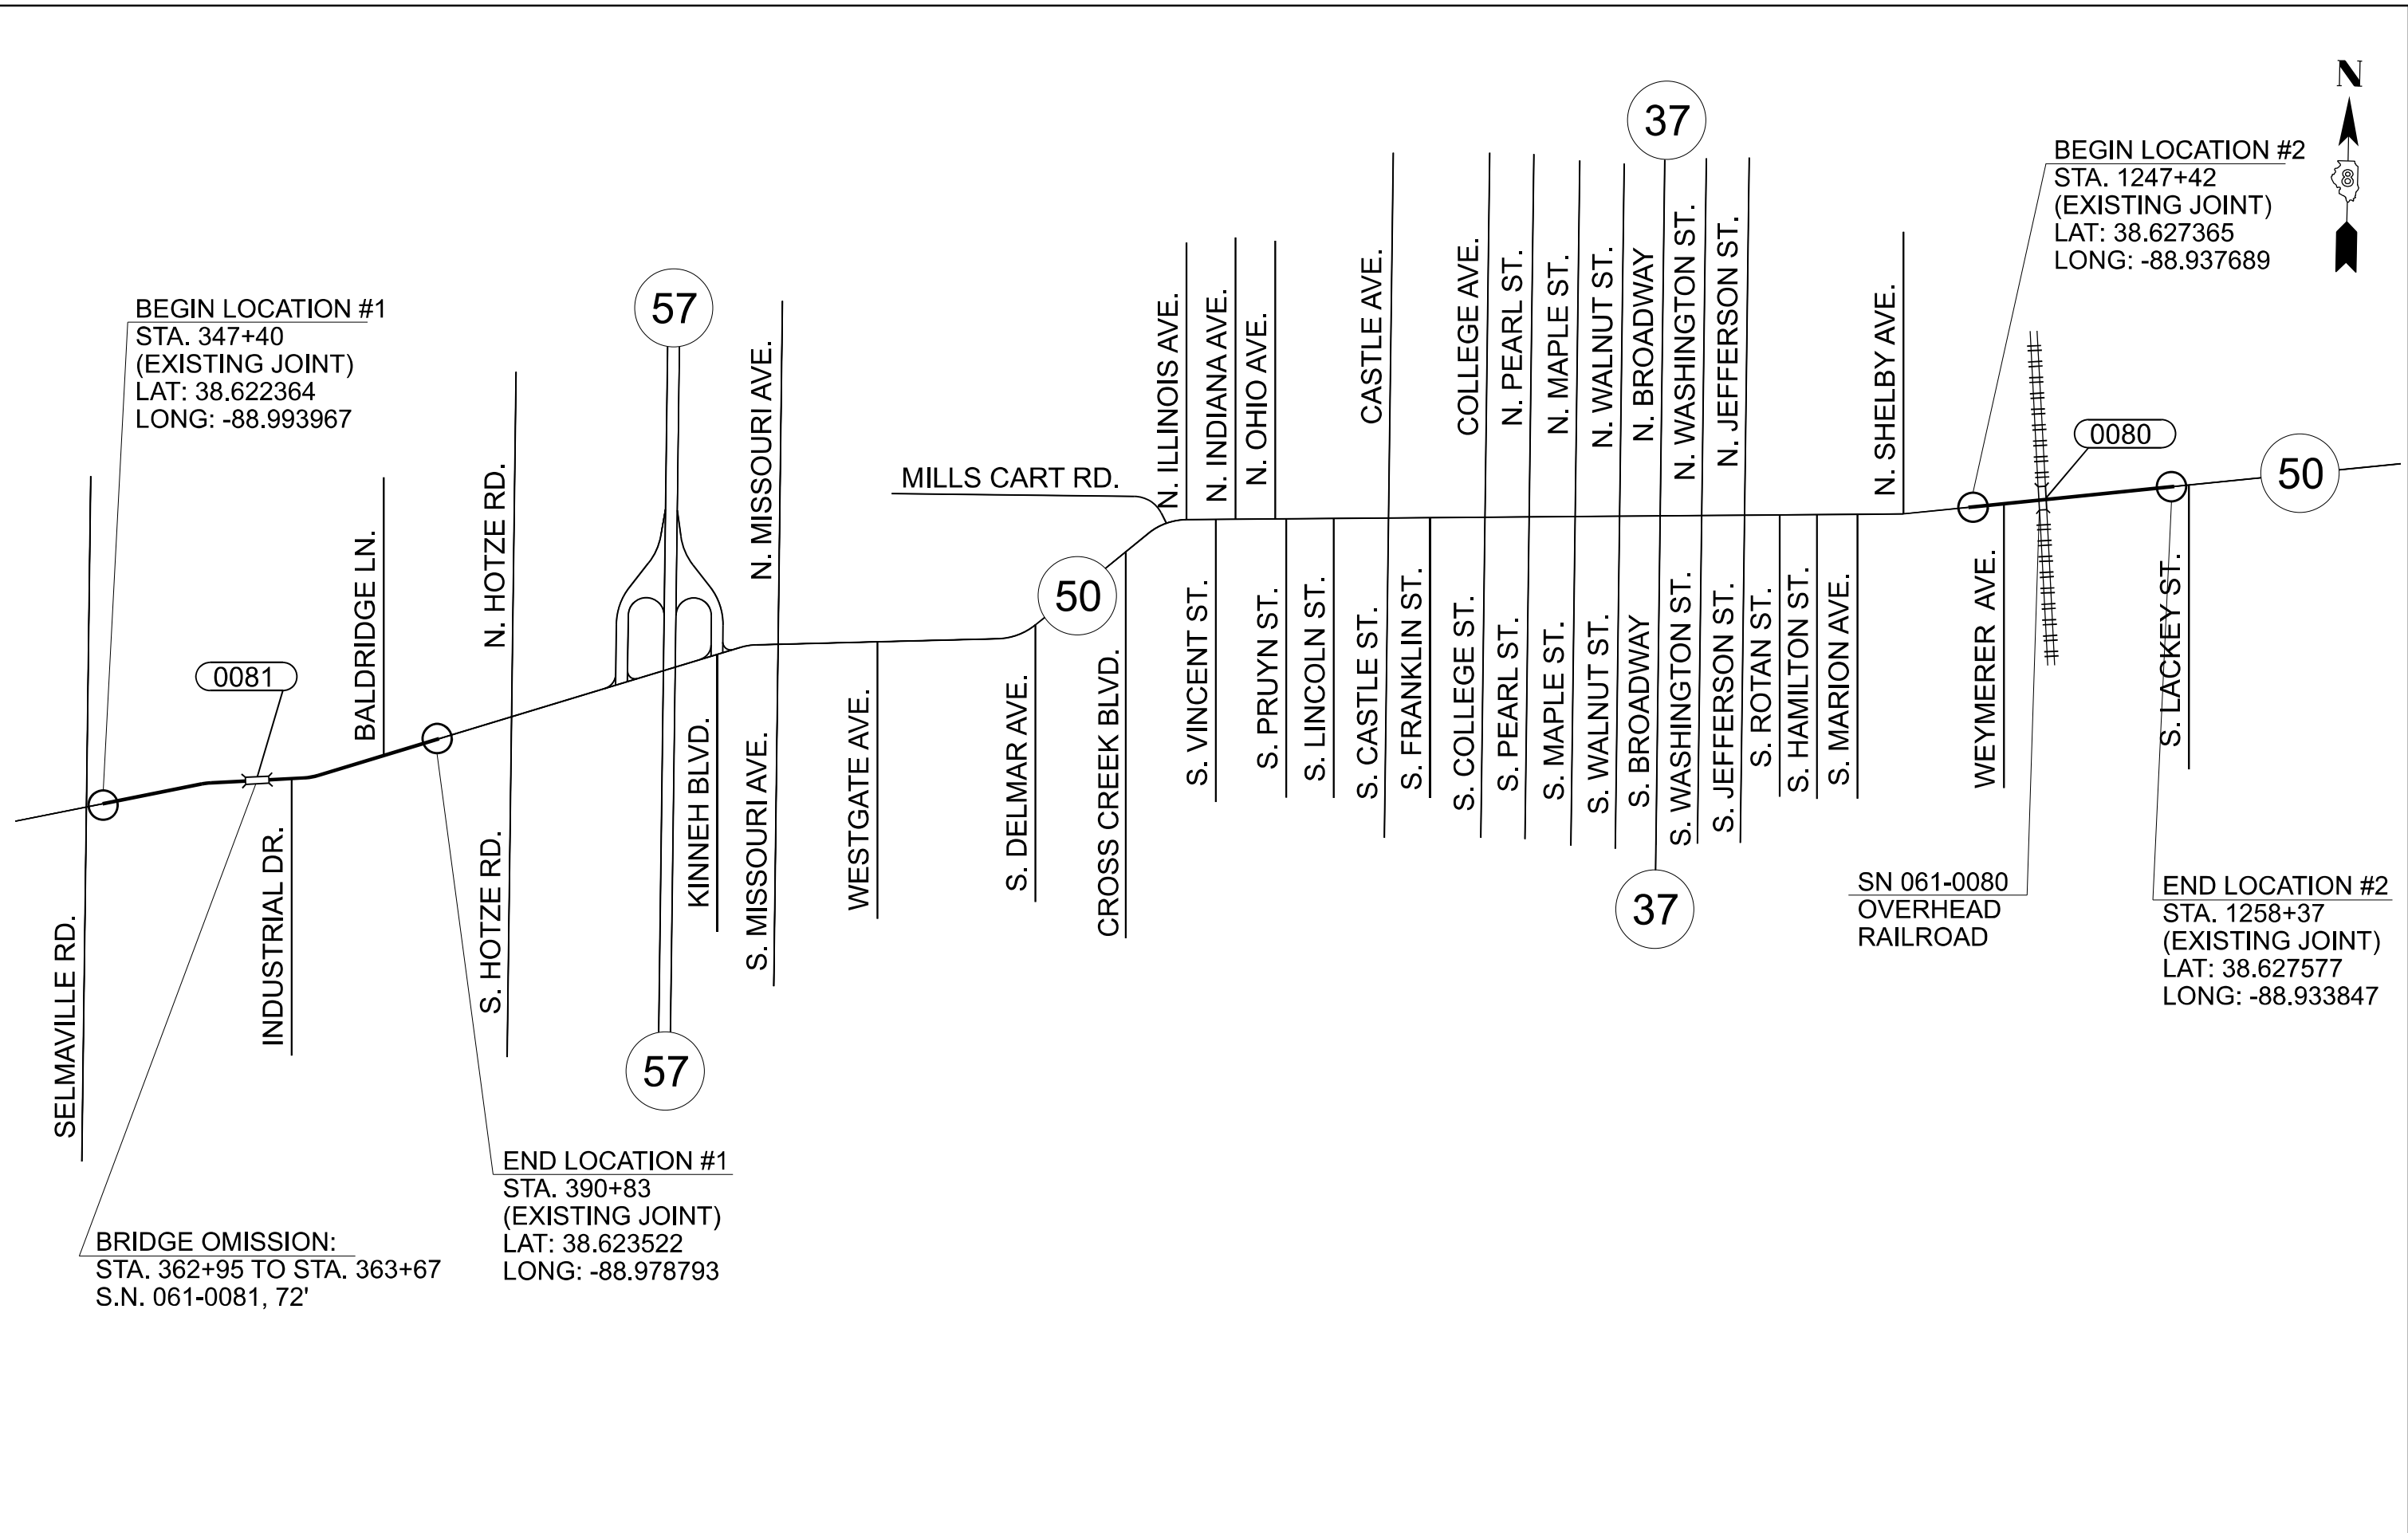 N
8
37
BEGIN LOCATION #2
STA. 1247+42
(EXISTING JOINT)
LAT: 38.627365
LONG: -88.937689
BEGIN LOCATION #1
STA. 347+40
(EXISTING JOINT)
LAT: 38.622364
LONG: -88.993967
57
N. HOTZE RD.
BALDRIDGE LN.
N. MISSOURI AVE.
MILLS CART RD.
N. ILLINOIS AVE.
N. INDIANA AVE.
N. OHIO AVE.
CASTLE AVE.
COLLEGE AVE.
N. PEARL ST.
N. MAPLE ST.
N. WALNUT ST.
N. BROADWAY
N. WASHINGTON ST.
N. JEFFERSON ST.
N. SHELBY AVE.
0080
50
50
0081
SELMAVILLE RD.
INDUSTRIAL DR.
S. HOTZE RD.
KINNEH BLVD.
S. MISSOURI AVE.
WESTGATE AVE.
S. DELMAR AVE.
CROSS CREEK BLVD.
S. VINCENT ST.
S. PRUYN ST.
S. LINCOLN ST.
S. CASTLE ST.
S. FRANKLIN ST.
S. COLLEGE ST.
S. PEARL ST.
S. MAPLE ST.
S. WALNUT ST.
S. BROADWAY
S. WASHINGTON ST.
S. JEFFERSON ST.
S. ROTAN ST.
S. HAMILTON ST.
S. MARION AVE.
WEYMERER AVE.
S. LACKEY ST.
37
SN 061-0080
OVERHEAD
RAILROAD
END LOCATION #2
STA. 1258+37
(EXISTING JOINT)
LAT: 38.627577
LONG: -88.933847
57
END LOCATION #1
STA. 390+83
(EXISTING JOINT)
LAT: 38.623522
LONG: -88.978793
BRIDGE OMISSION:
STA. 362+95 TO STA. 363+67
S.N. 061-0081, 72'